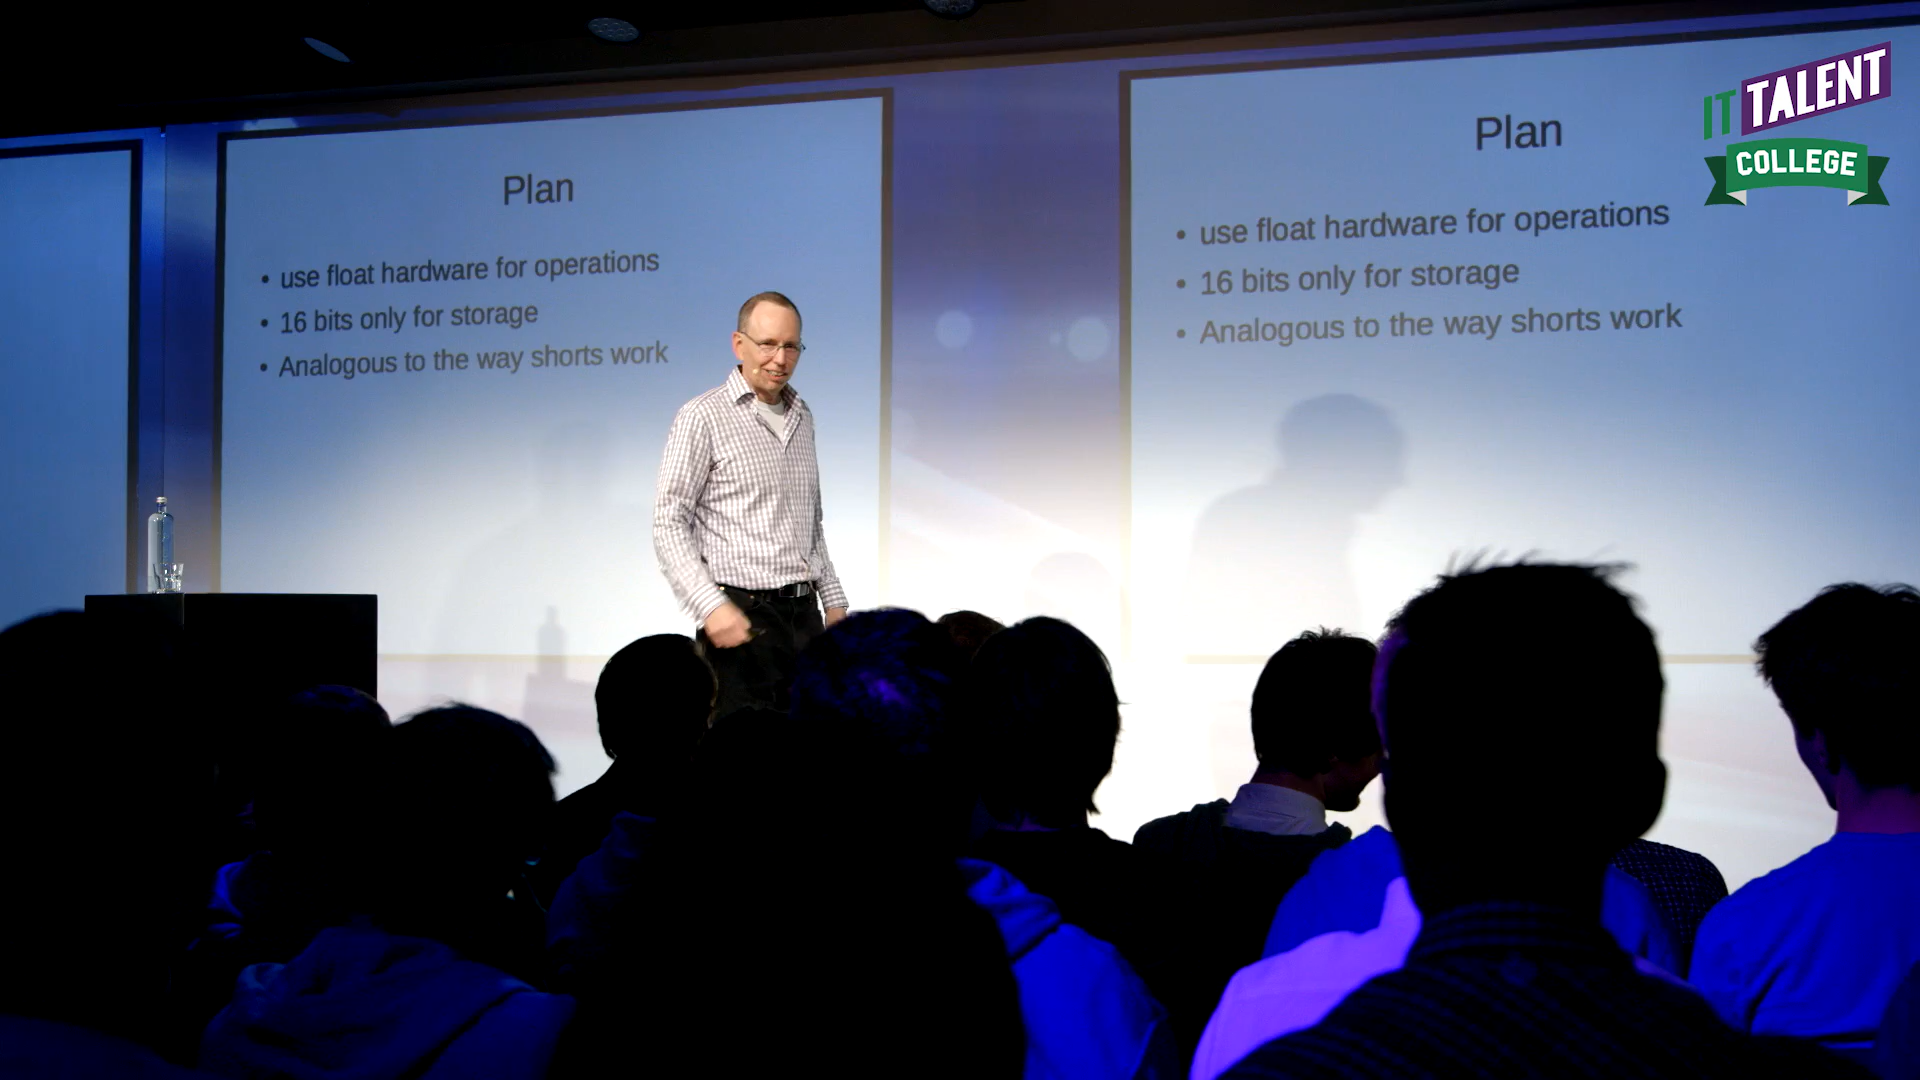 Plan
• use float hardware for operations
• 16 bits only for storage
• Analogous to the way shorts work
Plan
• use float hardware for operations
• 16 bits only for storage
• Analogous to the way shorts work
IT TALENT
COLLEGE